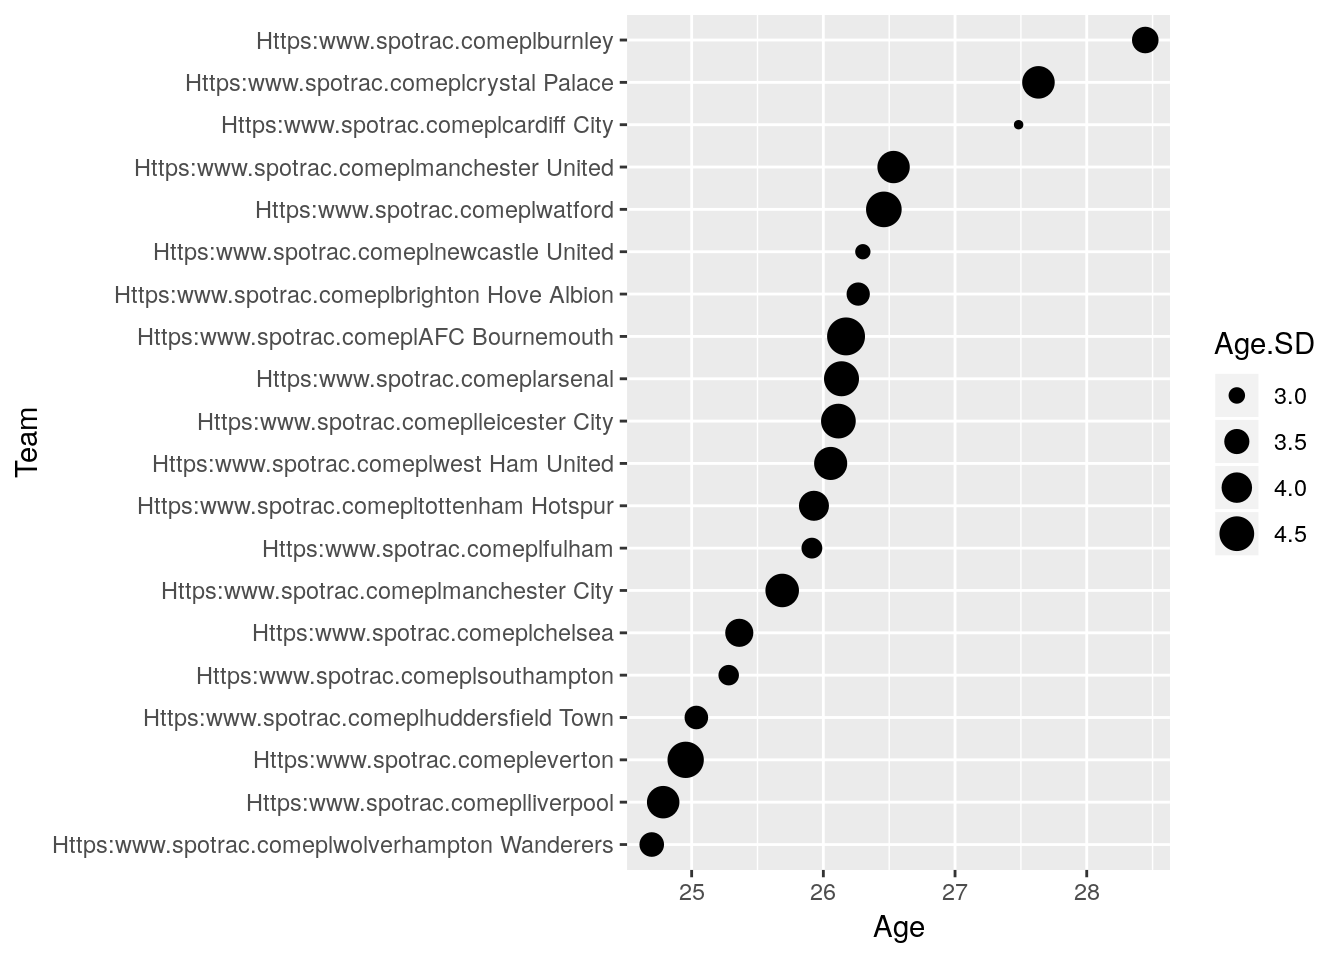 Https:www.spotrac.comeplburnley
Https:www.spotrac.comeplcrystal Palace
Https:www.spotrac.comeplcardiff City
Https:www.spotrac.comeplmanchester United
Https:www.spotrac.comeplwatford
Https:www.spotrac.comeplnewcastle United
Https:www.spotrac.comeplbrighton Hove Albion
Https:www.spotrac.comeplAFC Bournemouth
Https:www.spotrac.comeplarsenal
Https:www.spotrac.comeplleicester City
Https:www.spotrac.comeplwest Ham United
Https:www.spotrac.comepltottenham Hotspur
Https:www.spotrac.comeplfulham
Https:www.spotrac.comeplmanchester City
Https:www.spotrac.comeplchelsea
Https:www.spotrac.comeplsouthampton
Https:www.spotrac.comeplhuddersfield Town
Https:www.spotrac.comepleverton
Https:www.spotrac.comeplliverpool
Https:www.spotrac.comeplwolverhampton Wanderers
Team
25 26 27 28
Age
Age.SD
3.0
3.5
4.0
4.5